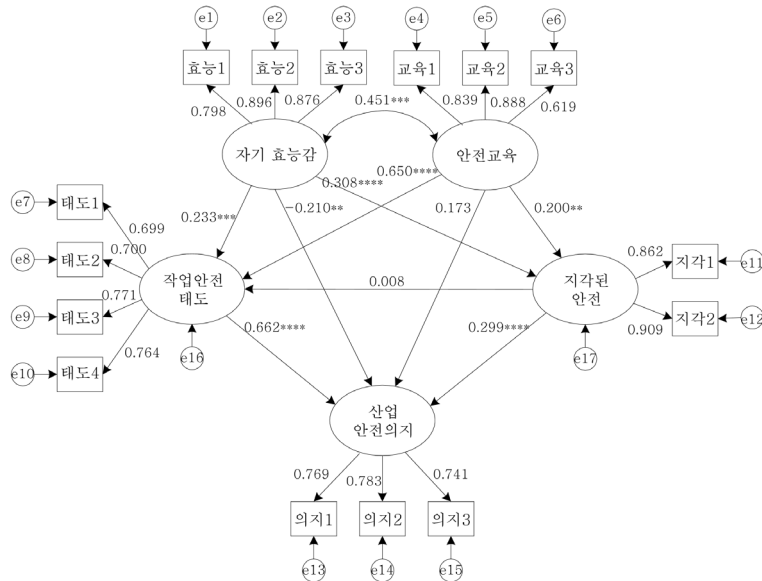 e1 e2 e3 e4 e5 e6
효능1 효능2 효능3 교육1 교육2 교육3
0.798 0.896 0.876 0.839 0.888 0.619
0.451***
자기 효능감 안전교육
0.650****
0.308****
0.233*** -0.210** 0.173 0.200**
e7 태도1
0.699
e8 태도2 0.700
e9 태도3 0.771
e10 태도4 0.764
작업안전
태도
0.008
지각된
안전
0.862 지각1 e11
0.909 지각2 e12
e16 e17
0.662**** 0.299****
산업
안전의지
0.769 0.783 0.741
의지1 의지2 의지3
e13 e14 e15